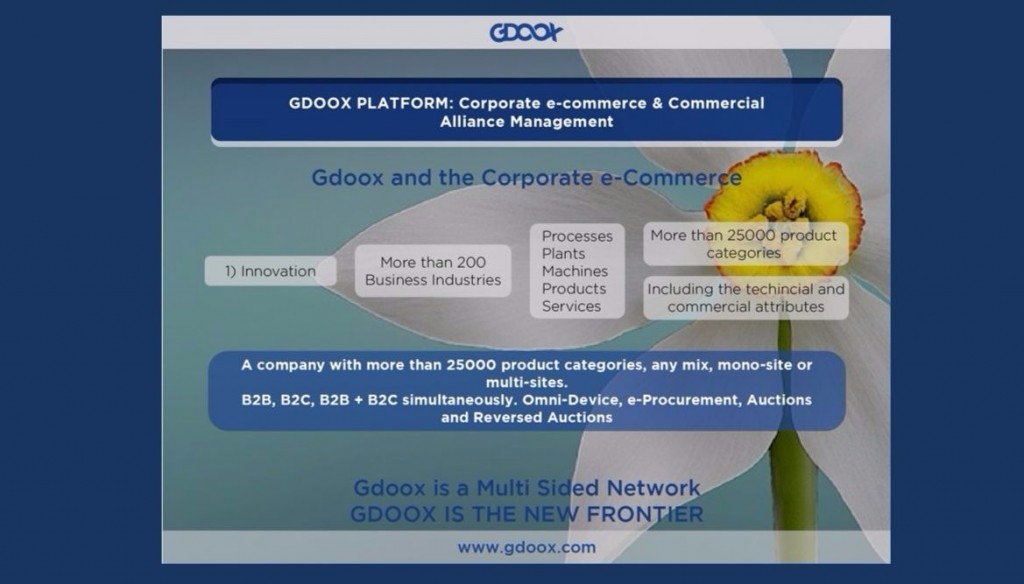 GDOOX
GDOOX PLATFORM: Corporate e-commerce & Commercial
Alliance Management
Gdoox and the Corporate e-Commerce
1) Innovation
More than 200
Business Industries
Processes
Plants
Machines
Products
Services
More than 25000 product
categories
Including the techincial and
commercial attributes
A company with more than 25000 product categories, any mix, mono-site or
multi-sites.
B2B, B2C, B2B + B2C simultaneously. Omni-Device, e-Procurement, Auctions
and Reversed Auctions
Gdoox is a Multi Sided Network
GDOOX IS THE NEW FRONTIER
www.gdoox.com